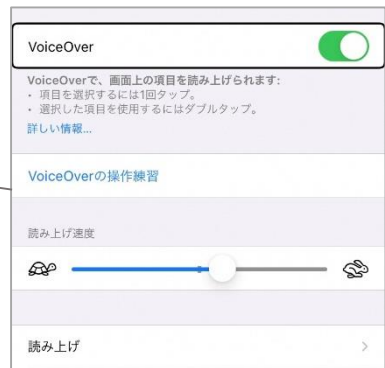 VoiceOver
VoiceOverで、画面上の項目を読み上げられます:
・ 項目を選択するには1回タップ。
・ 選択した項目を使用するにはダブルタップ。
詳しい情報...
VoiceOverの操作練習
読み上げ速度
読み上げ